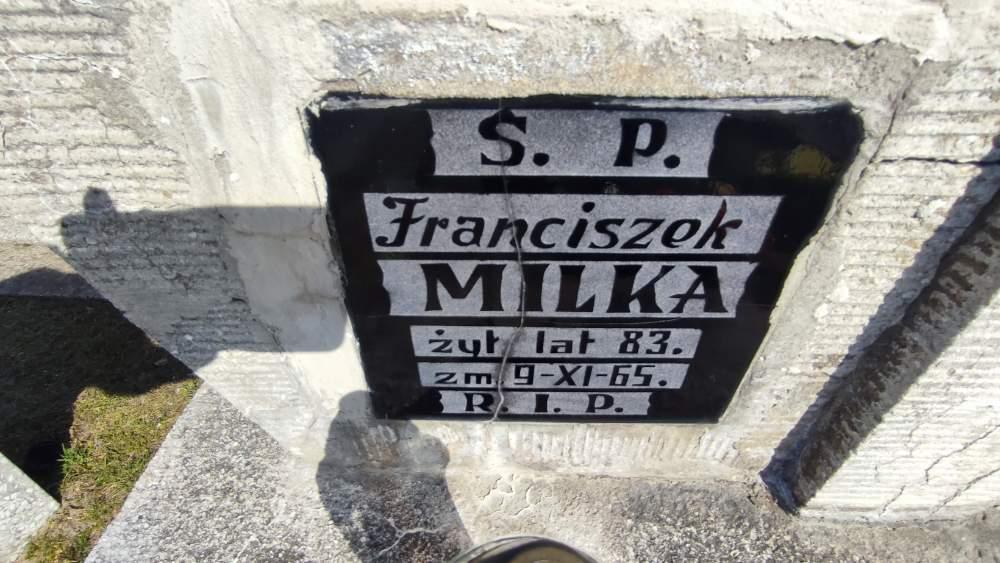 Ś. P.
Franciszek
MILKA
żył lat 83.
zm. 9-XI-65.
R. I. P.